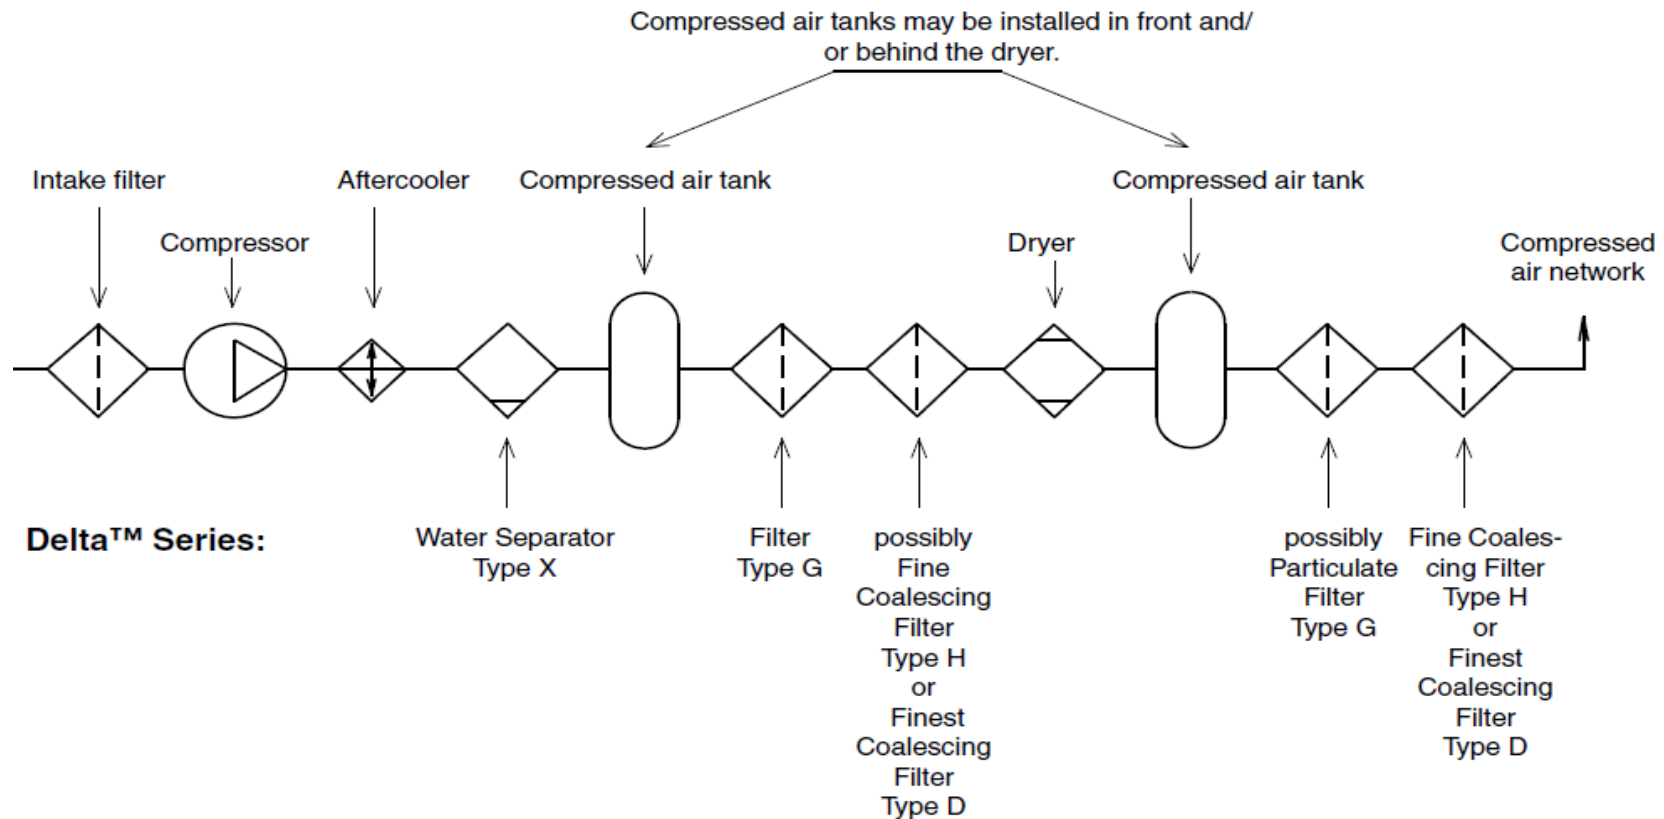 Compressed air tanks may be installed in front and/
or behind the dryer.
Intake filter
Aftercooler
Compressed air tank
Compressed air tank
Compressor
Dryer
Compressed
air network
Delta™ Series:
Water Separator
Type X
Filter
Type G
possibly
Fine
Coalescing
Filter
Type H
or
Finest
Coalescing
Filter
Type D
possibly
Particulate
Filter
Type G
Fine Coales-
cing Filter
Type H
or
Finest
Coalescing
Filter
Type D